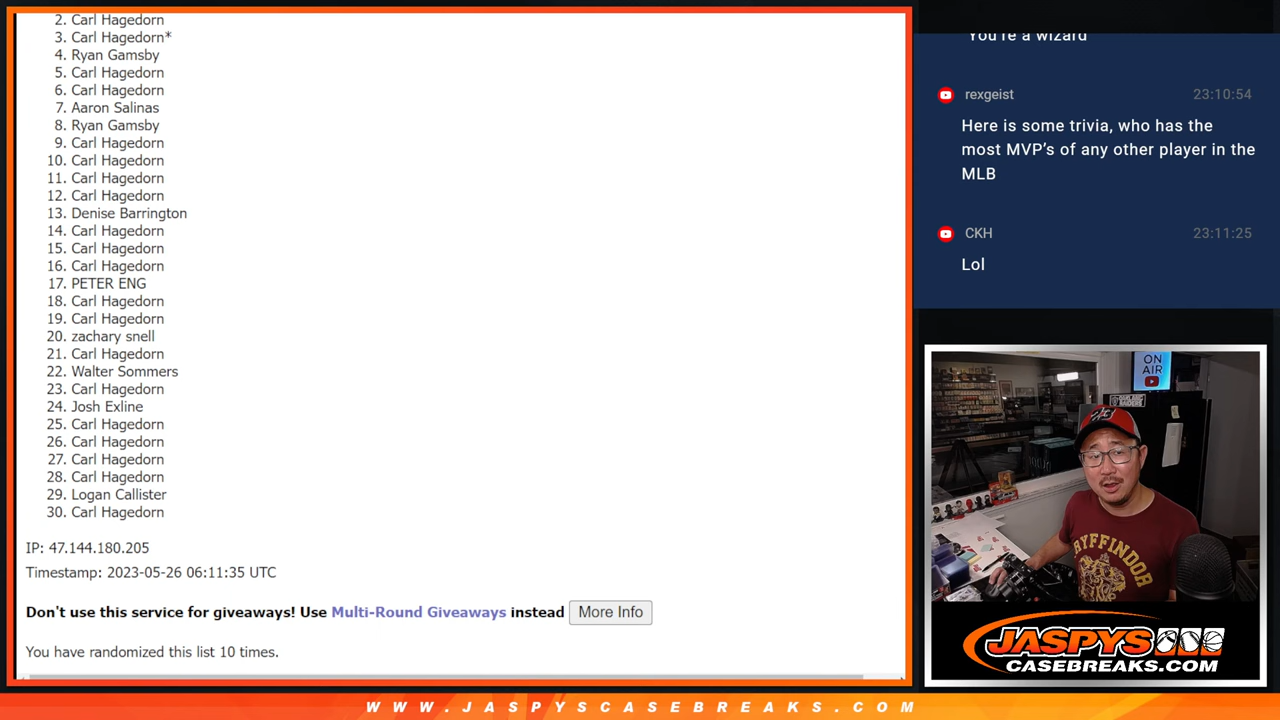 2. Carl Hagedorn
3. Carl Hagedorn*
4. Ryan Gamsby
5. Carl Hagedorn
6. Carl Hagedorn
7. Aaron Salinas
8. Ryan Gamsby
9. Carl Hagedorn
10. Carl Hagedorn
11. Carl Hagedorn
12. Carl Hagedorn
13. Denise Barrington
14. Carl Hagedorn
15. Carl Hagedorn
16. Carl Hagedorn
17. PETER ENG
18. Carl Hagedorn
19. Carl Hagedorn
20. zachary snell
21. Carl Hagedorn
22. Walter Sommers
23. Carl Hagedorn
24. Josh Exline
25. Carl Hagedorn
26. Carl Hagedorn
27. Carl Hagedorn
28. Carl Hagedorn
29. Logan Callister
30. Carl Hagedorn
IP: 47.144.180.205
Timestamp: 2023-05-26 06:11:35 UTC
Don't use this service for giveaways! Use Multi-Round Giveaways instead More Info
You have randomized this list 10 times.
You're a wizard
rexgeist 23:10:54
Here is some trivia, who has the
most MVP's of any other player in the
MLB
CKH 23:11:25
Lol
ON
AIR
GRYFFINDOR
JASPYS
CASEBREAKS.COM
WWW.JASPYSCASEBREAKS.COM